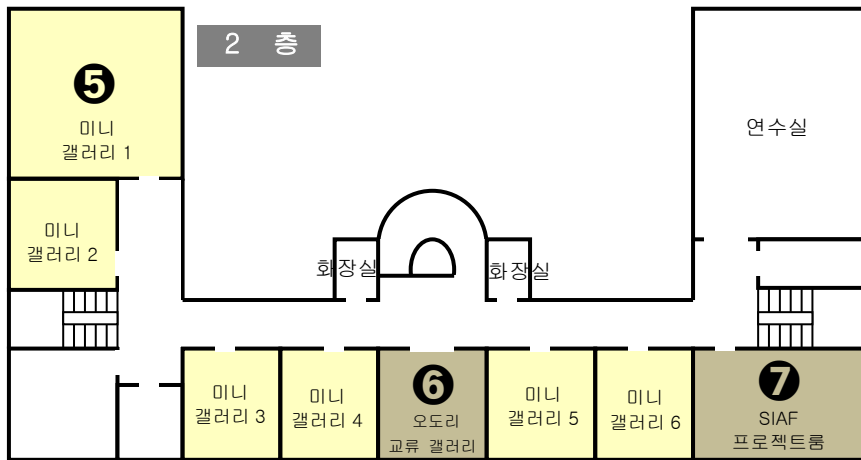 2 층
❺
미니
갤러리 1
연수실
미니
갤러리 2
화장실
화장실
미니
갤러리 3
미니
갤러리 4
❻
오도리
교류 갤러리
미니
갤러리 5
미니
갤러리 6
❼
SIAF
프로젝트룸